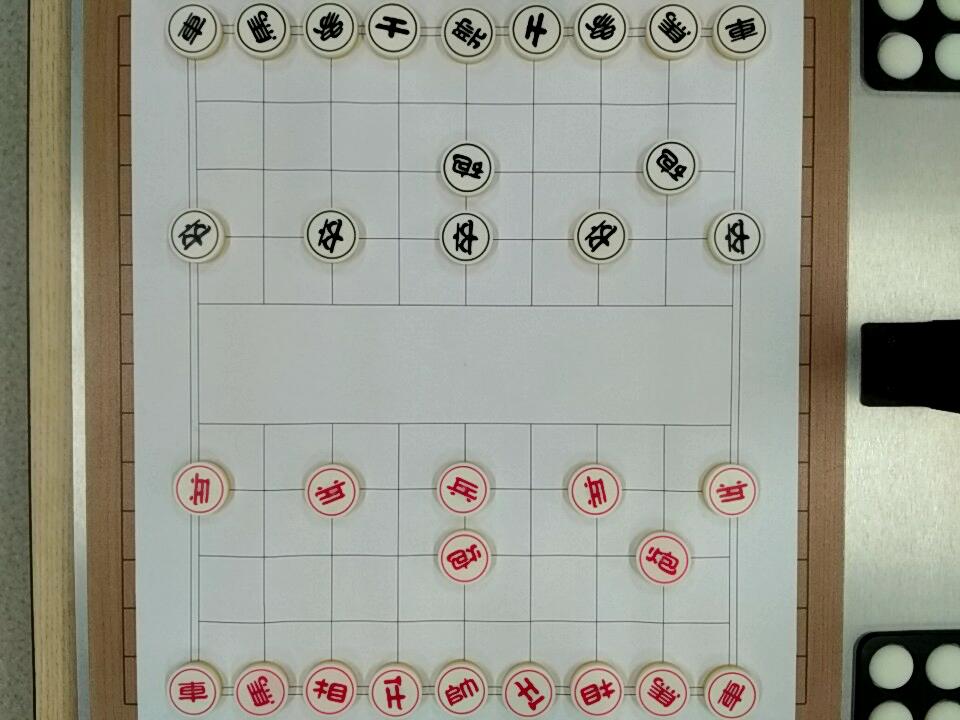 車 馬 象 士 將 士 象 馬 車
砲 砲
卒 卒 卒 卒 卒
兵 兵 兵 兵 兵
炮 炮
車 馬 相 仕 帥 仕 相 馬 車